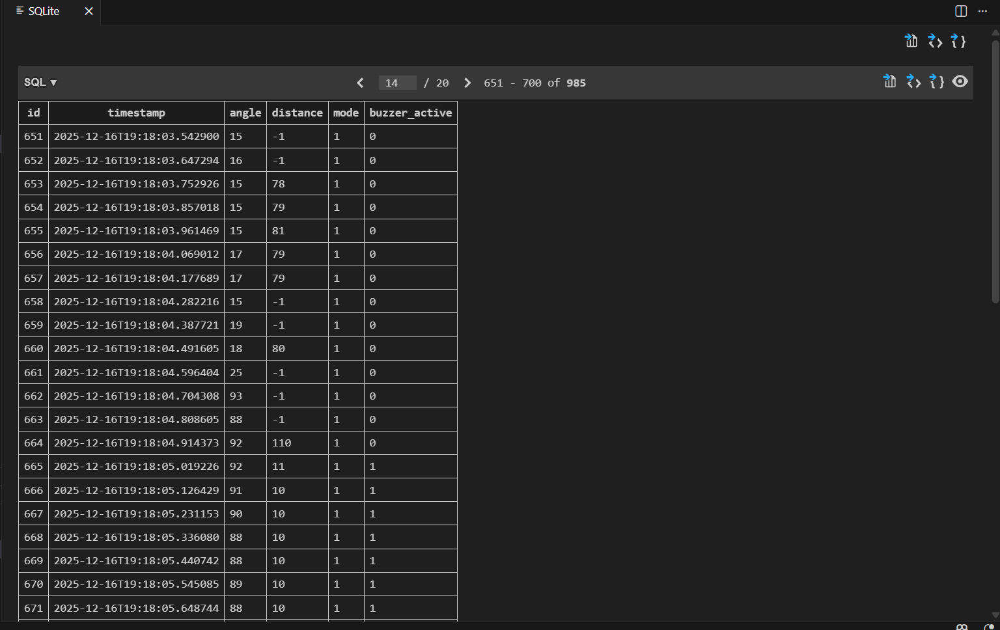 SQLite
SQL ▼ 14 / 20 651 - 700 of 985
id timestamp angle distance mode buzzer_active
651 2025-12-16T19:18:03.542900 15 -1 1 0
652 2025-12-16T19:18:03.647294 16 -1 1 0
653 2025-12-16T19:18:03.752926 15 78 1 0
654 2025-12-16T19:18:03.857018 15 79 1 0
655 2025-12-16T19:18:03.961469 15 81 1 0
656 2025-12-16T19:18:04.069012 17 79 1 0
657 2025-12-16T19:18:04.177689 17 79 1 0
658 2025-12-16T19:18:04.282216 15 -1 1 0
659 2025-12-16T19:18:04.387721 19 -1 1 0
660 2025-12-16T19:18:04.491605 18 80 1 0
661 2025-12-16T19:18:04.596404 25 -1 1 0
662 2025-12-16T19:18:04.704308 93 -1 1 0
663 2025-12-16T19:18:04.808605 88 -1 1 0
664 2025-12-16T19:18:04.914373 92 110 1 0
665 2025-12-16T19:18:05.019226 92 11 1 1
666 2025-12-16T19:18:05.126429 91 10 1 1
667 2025-12-16T19:18:05.231153 90 10 1 1
668 2025-12-16T19:18:05.336080 88 10 1 1
669 2025-12-16T19:18:05.440742 88 10 1 1
670 2025-12-16T19:18:05.545085 89 10 1 1
671 2025-12-16T19:18:05.648744 88 10 1 1